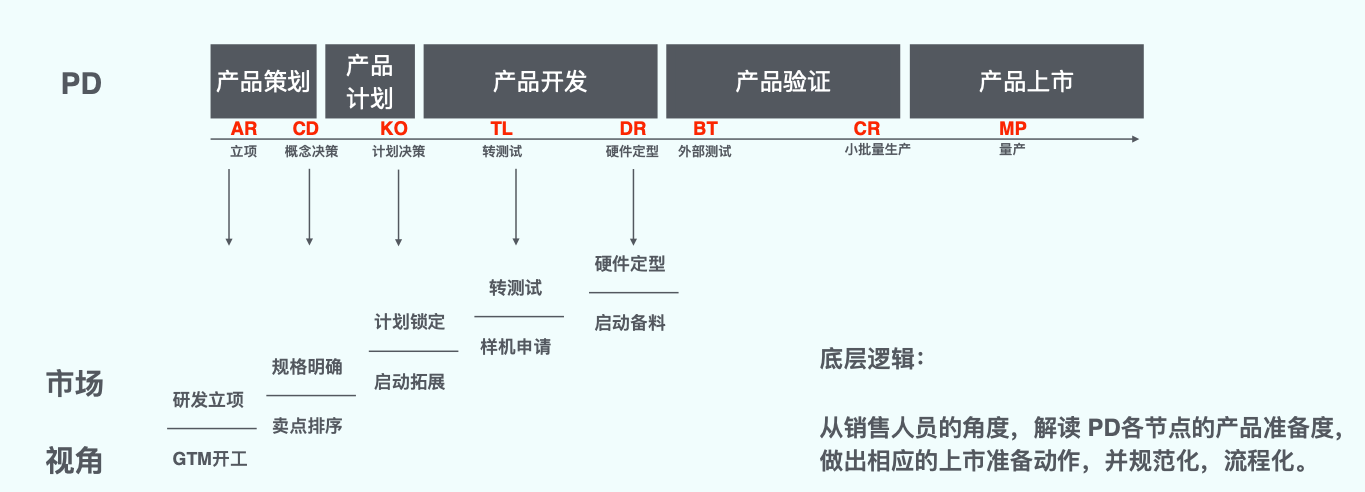 PD
产品策划
产品
计划
产品开发
产品验证
产品上市
AR
CD
KO
TL
DR
BT
CR
MP
立项
概念决策
计划决策
转测试
硬件定型
外部测试
小批量生产
量产
硬件定型
启动备料
转测试
样机申请
计划锁定
启动拓展
规格明确
卖点排序
研发立项
GTM开工
市场
视角
底层逻辑：
从销售人员的角度，解读 PD各节点的产品准备度，
做出相应的上市准备动作，并规范化，流程化。